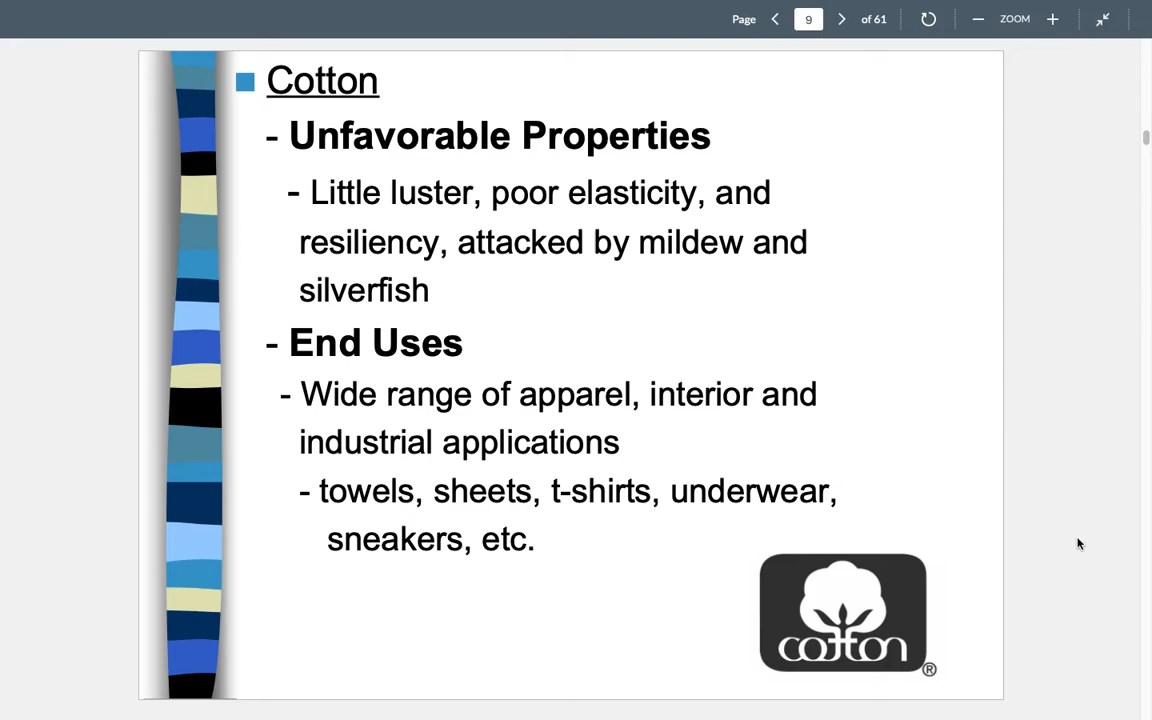 Page 9 of 61 ZOOM
Cotton
- Unfavorable Properties
- Little luster, poor elasticity, and
resiliency, attacked by mildew and
silverfish
- End Uses
- Wide range of apparel, interior and
industrial applications
- towels, sheets, t-shirts, underwear,
sneakers, etc.
cotton
®